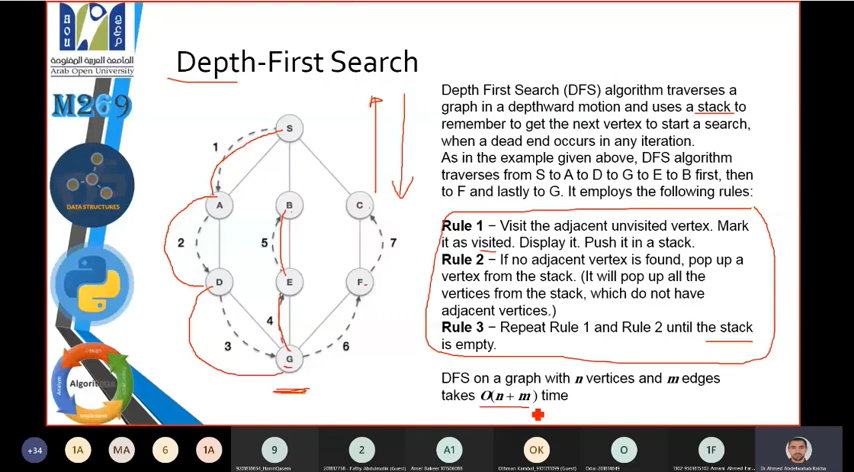 AOU
الجامعة العربية المفتوحة
Arab Open University
M269
DATA STRUCTURES
Algorithms
Depth-First Search
S
1
A
B
C
2
5
7
D
E
F
4
3
6
G
Depth First Search (DFS) algorithm traverses a
graph in a depthward motion and uses a stack to
remember to get the next vertex to start a search,
when a dead end occurs in any iteration.
As in the example given above, DFS algorithm
traverses from S to A to D to G to E to B first, then
to F and lastly to G. It employs the following rules:
Rule 1 – Visit the adjacent unvisited vertex. Mark
it as visited. Display it. Push it in a stack.
Rule 2 – If no adjacent vertex is found, pop up a
vertex from the stack. (It will pop up all the
vertices from the stack, which do not have
adjacent vertices.)
Rule 3 – Repeat Rule 1 and Rule 2 until the stack
is empty.
DFS on a graph with n vertices and m edges
takes O(n + m) time
+34
1A
MA
6
1A
9
2
A1
OK
O
1F